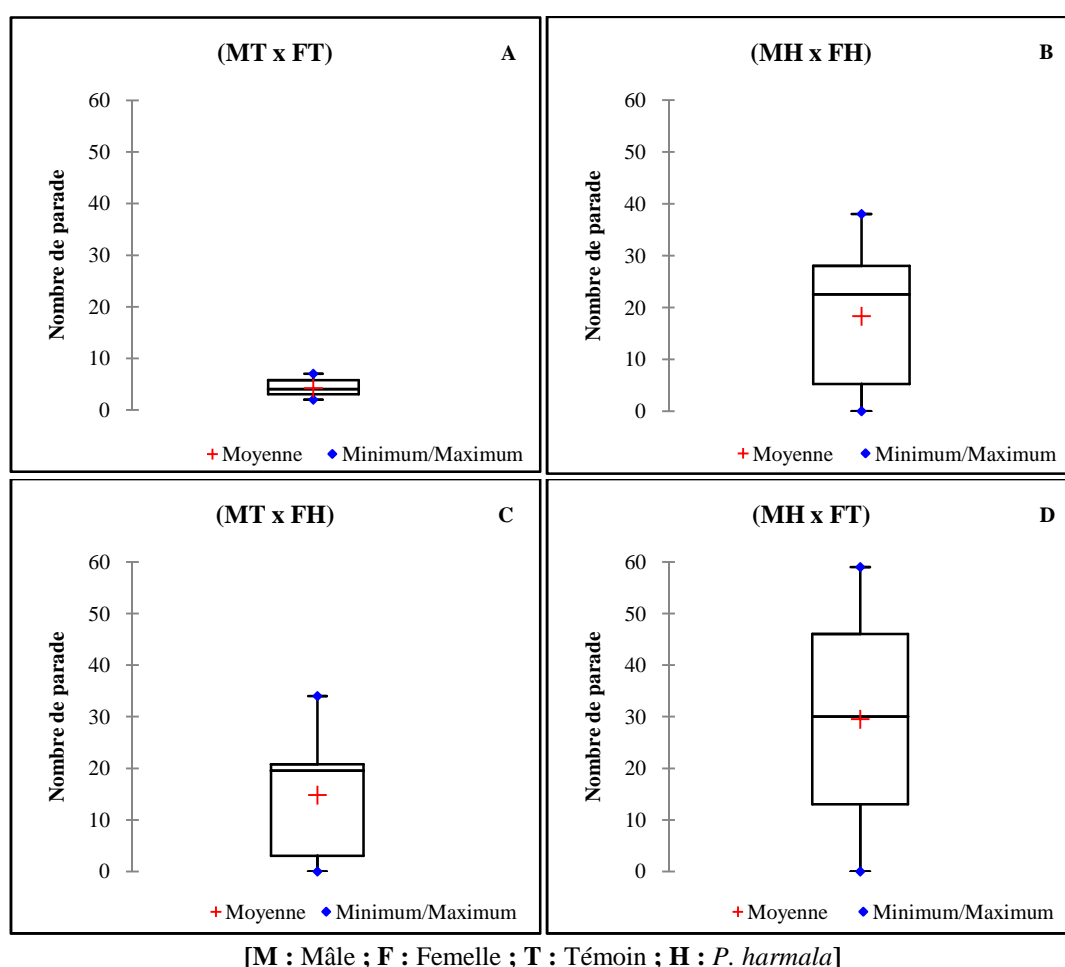 (MT x FT) A
Nombre de parade
60
50
40
30
20
10
0
+ Moyenne ◆ Minimum/Maximum
(MH x FH) B
Nombre de parade
60
50
40
30
20
10
0
+ Moyenne ◆ Minimum/Maximum
(MT x FH) C
Nombre de parade
60
50
40
30
20
10
0
+ Moyenne ◆ Minimum/Maximum
(MH x FT) D
Nombre de parade
60
50
40
30
20
10
0
+ Moyenne ◆ Minimum/Maximum
[M : Mâle ; F : Femelle ; T : Témoin ; H : P. harmala]